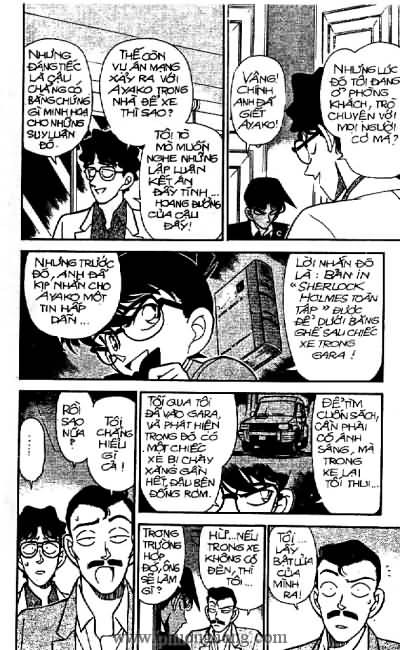 NHƯNG LÚC
ĐÓ TÔI ĐANG
Ở PHÒNG
KHÁCH, TRÒ
CHUYỆN VỚI
MỌI NGƯỜI
CƠ MÀ?
VÂNG!
CHÍNH
ANH ĐÃ
GIẾT
AYAKO!
THẾ CÒN
VỤ ÁN MẠNG
XẢY RA VỚI
AYAKO TRONG
NHÀ ĐỂ XE
THÌ SAO?
TÔI TÒ
MÒ MUỐN
NGHE NHỮNG
LẬP LUẬN
KẾT ÁN
ĐẦY TÍNH...
HOANG ĐƯỜNG
CỦA CẬU
ĐẤY!
NHƯNG
ĐÁNG TIẾC
LÀ CẬU
CHẲNG CÓ
BẰNG CHỨNG
GÌ MINH HỌA
CHO NHỮNG
SUY LUẬN
ĐÓ.
LỜI NHẮN ĐÓ
LÀ: BẢN IN
“SHERLOCK
HOLMES TOÀN
TẬP” ĐƯỢC
ĐỂ DƯỚI BĂNG
GHẾ SAU CHIẾC
XE TRONG
GARA!
NHƯNG TRƯỚC
ĐÓ, ANH ĐÃ
KỊP NHẮN CHO
AYAKO MỘT
TIN HẤP
DẪN...
ĐỂ TÌM
CUỐN SÁCH,
CẦN PHẢI
CÓ ÁNH
SÁNG, MÀ
TRONG
XE LẠI
TỐI THUI...
TỐI QUA TÔI
ĐÃ VÀO GARA,
VÀ PHÁT HIỆN
TRONG ĐÓ CÓ
MỘT CHIẾC
XE BỊ CHẢY
XĂNG GẦN
HẾT, ĐẬU BÊN
ĐỐNG RƠM.
TÔI
CHẲNG
HIỂU
GÌ
CẢ!
RỒI
SAO
NỮA?
.......
TÔI...
LẤY
BẬT LỬA
CỦA
MÌNH
RA!
HỪ...NẾU
TRONG XE
KHÔNG CÓ
ĐÈN, THÌ
TÔI...
TRONG
TRƯỜNG
HỢP
ĐÓ, ÔNG
SẼ LÀM
GÌ?